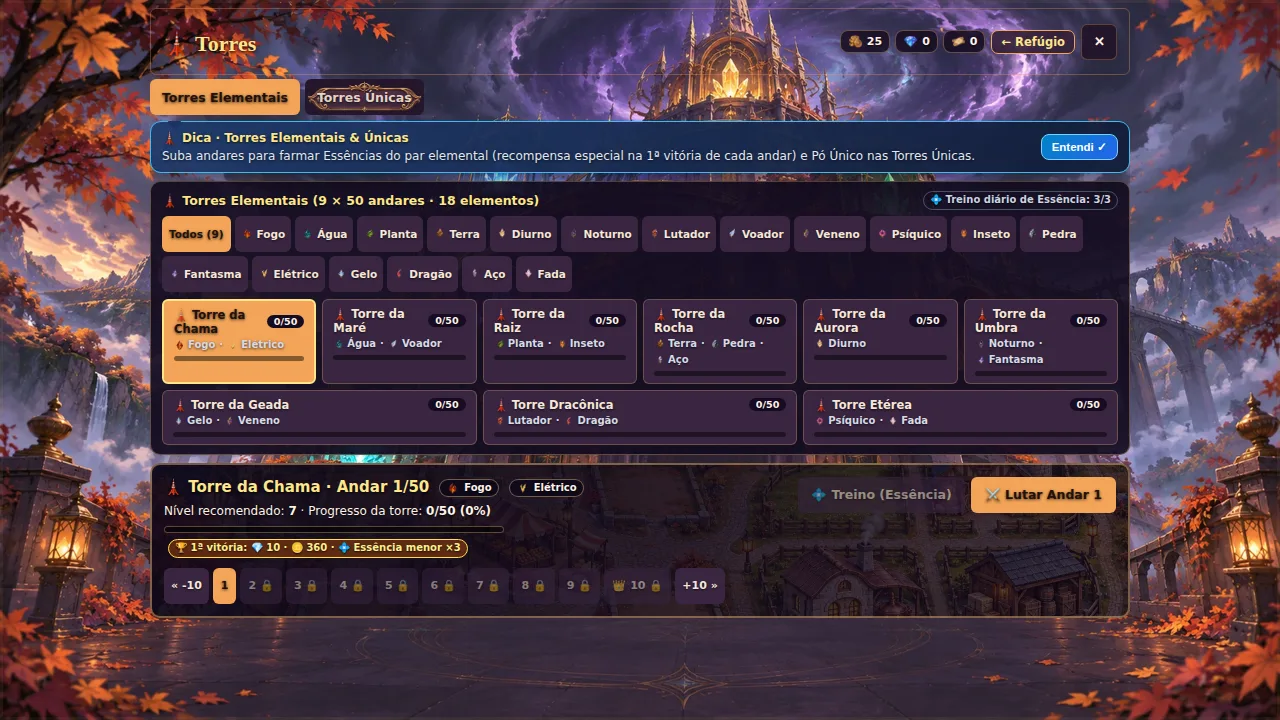 Torres
25 0 0 ← Refúgio ×
Torres Elementais Torres Únicas
Dica · Torres Elementais & Únicas
Suba andares para farmar Essências do par elemental (recompensa especial na 1ª vitória de cada andar) e Pó Único nas Torres Únicas.
Entendi ✓
Torres Elementais (9 × 50 andares · 18 elementos)
Treino diário de Essência: 3/3
Todos (9) Fogo Água Planta Terra Diurno Noturno Lutador Voador Veneno Psíquico Inseto Pedra
Fantasma Elétrico Gelo Dragão Aço Fada
Torre da
Chama
0/50
Fogo · Elétrico
Torre da
Maré
0/50
Água · Voador
Torre da
Raiz
0/50
Planta · Inseto
Torre da
Rocha
0/50
Terra · Pedra ·
Aço
Torre da
Aurora
0/50
Diurno
Torre da
Umbra
0/50
Noturno ·
Fantasma
Torre da Geada 0/50
Gelo · Veneno
Torre Dracônica 0/50
Lutador · Dragão
Torre Etérea 0/50
Psíquico · Fada
Torre da Chama · Andar 1/50 Fogo Elétrico
Nível recomendado: 7 · Progresso da torre: 0/50 (0%)
Treino (Essência) Lutar Andar 1
1ª vitória: 10 · 360 · Essência menor ×3
« -10 1 2 3 4 5 6 7 8 9 10 +10 »